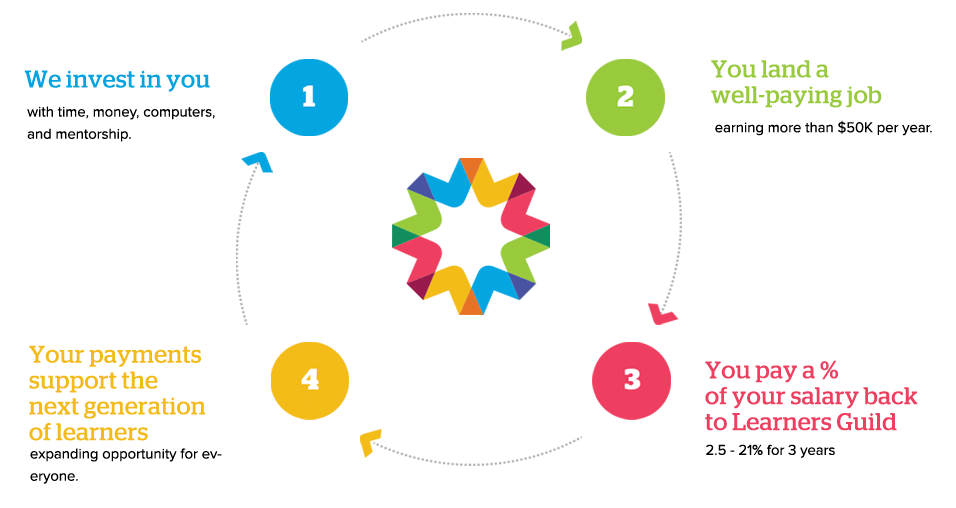 We invest in you
with time, money, computers,
and mentorship.
1
2
You land a
well-paying job
earning more than $50K per year.
Your payments
support the
next generation
of learners
expanding opportunity for ev-
eryone.
4
3
You pay a %
of your salary back
to Learners Guild
2.5 - 21% for 3 years